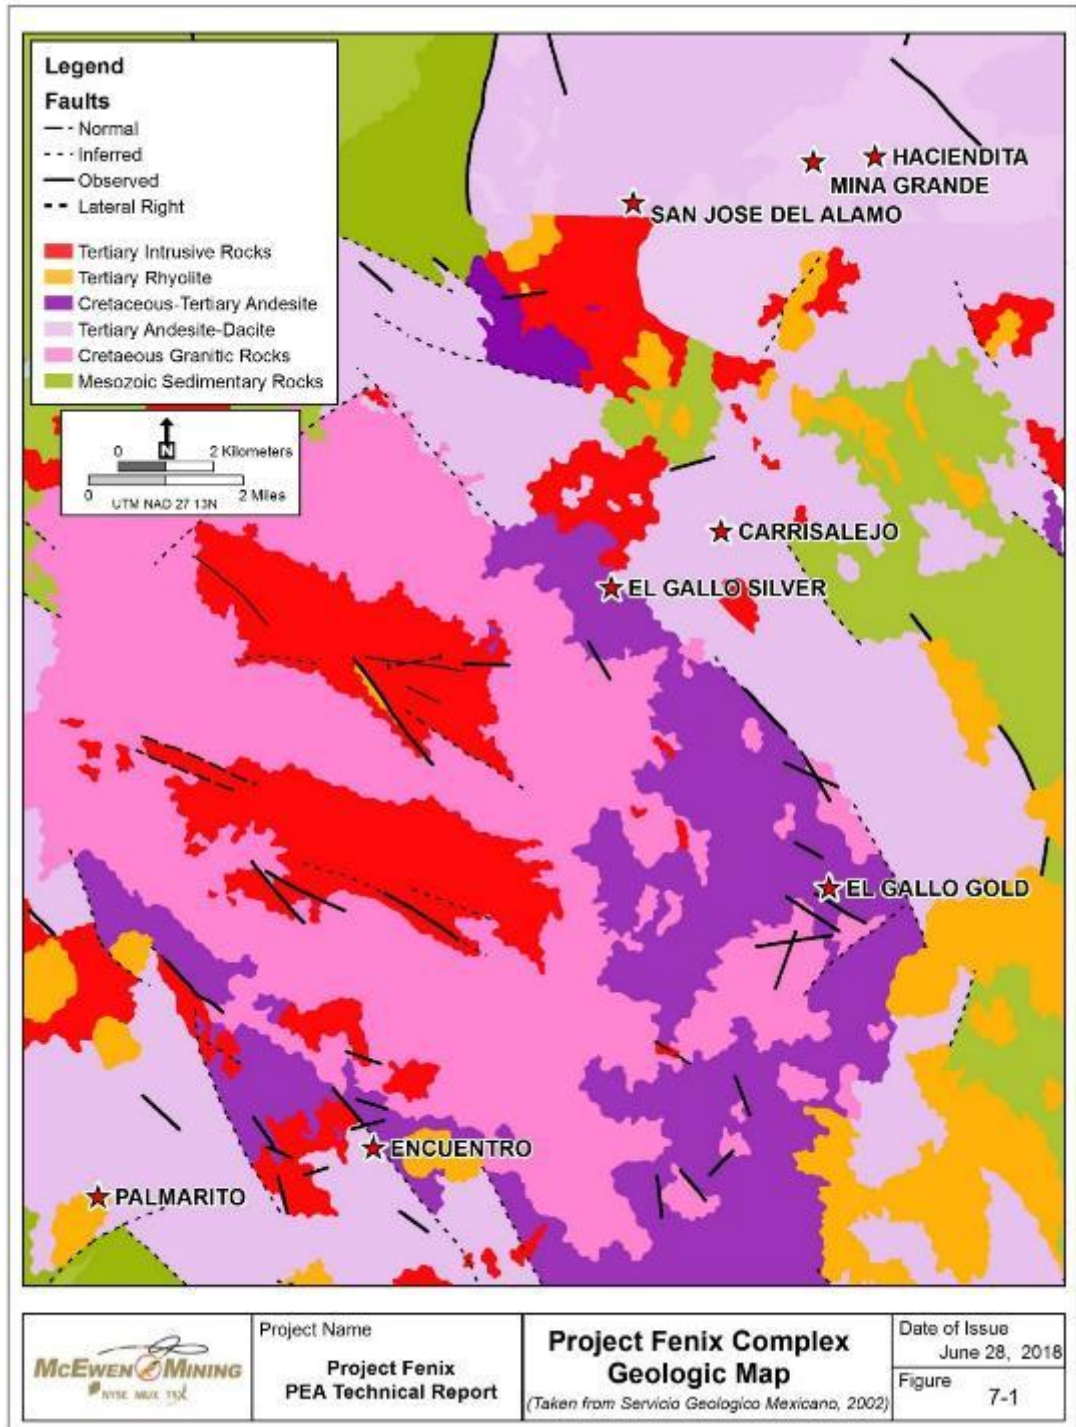 Legend
Faults
Normal
Inferred
Observed
Lateral Right
Tertiary Intrusive Rocks
Tertiary Rhyolite
Cretaceous-Tertiary Andesite
Tertiary Andesite-Dacite
Cretaeous Granitic Rocks
Mesozoic Sedimentary Rocks
N
0 2 Kilometers
0 2 Miles
UTM NAD 27 13N
HACIENDITA
MINA GRANDE
SAN JOSE DEL ALAMO
CARRISALEJO
EL GALLO SILVER
EL GALLO GOLD
ENCUENTRO
PALMARITO
MCEWEN MINING
NYSE MUX TSX
Project Name
Project Fenix
PEA Technical Report
Project Fenix Complex
Geologic Map
(Taken from Servicio Geologico Mexicano, 2002)
Date of Issue
June 28, 2018
Figure
7-1